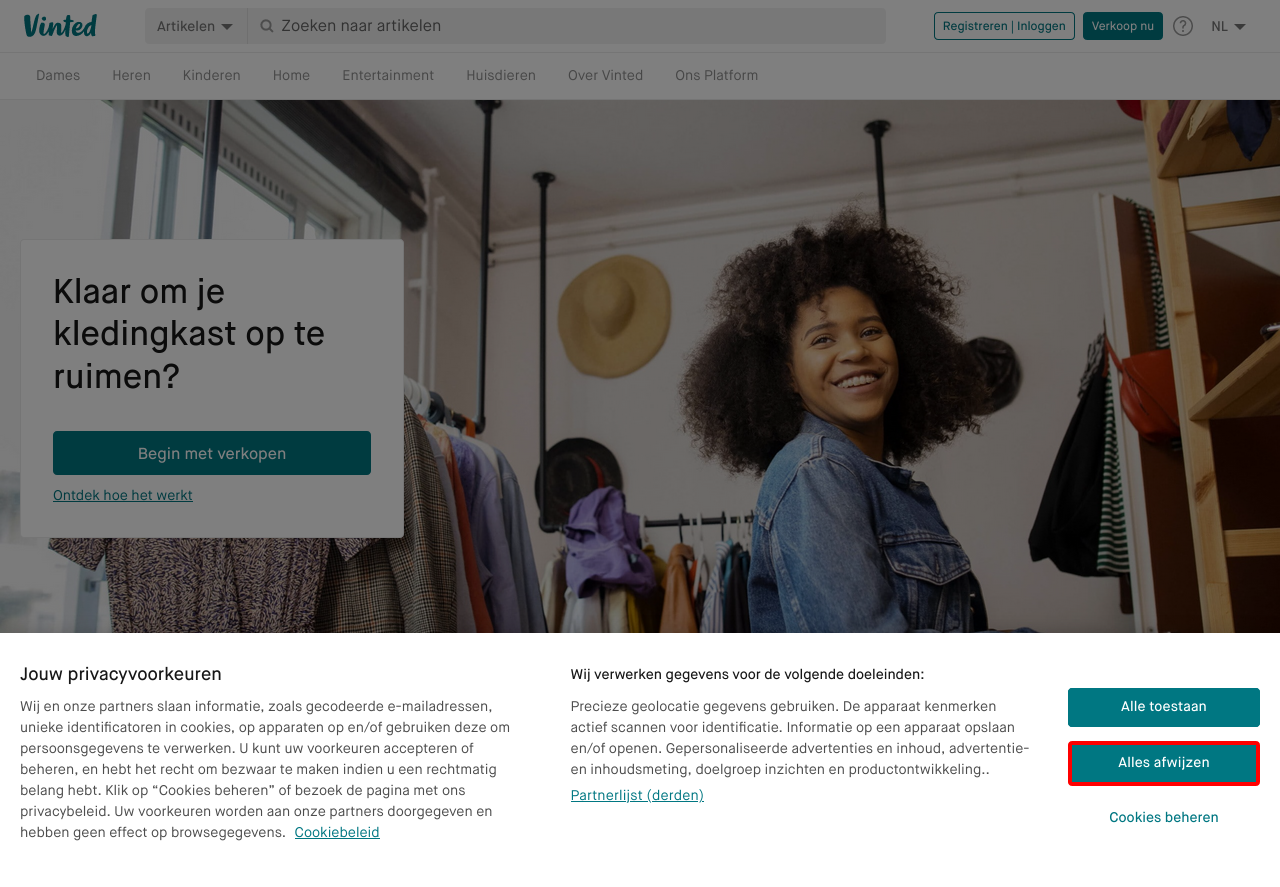 Vinted
Artikelen
Zoeken naar artikelen
Registreren | Inloggen
Verkoop nu
?
NL
Dames
Heren
Kinderen
Home
Entertainment
Huisdieren
Over Vinted
Ons Platform
Klaar om je
kledingkast op te
ruimen?
Begin met verkopen
Ontdek hoe het werkt
Jouw privacyvoorkeuren
Wij en onze partners slaan informatie, zoals gecodeerde e-mailadressen,
unieke identificatoren in cookies, op apparaten op en/of gebruiken deze om
persoonsgegevens te verwerken. U kunt uw voorkeuren accepteren of
beheren, en hebt het recht om bezwaar te maken indien u een rechtmatig
belang hebt. Klik op “Cookies beheren” of bezoek de pagina met ons
privacybeleid. Uw voorkeuren worden aan onze partners doorgegeven en
hebben geen effect op browsegegevens. Cookiebeleid
Wij verwerken gegevens voor de volgende doeleinden:
Precieze geolocatie gegevens gebruiken. De apparaat kenmerken
actief scannen voor identificatie. Informatie op een apparaat opslaan
en/of openen. Gepersonaliseerde advertenties en inhoud, advertentie-
en inhoudsmeting, doelgroep inzichten en productontwikkeling..
Partnerlijst (derden)
Alle toestaan
Alles afwijzen
Cookies beheren